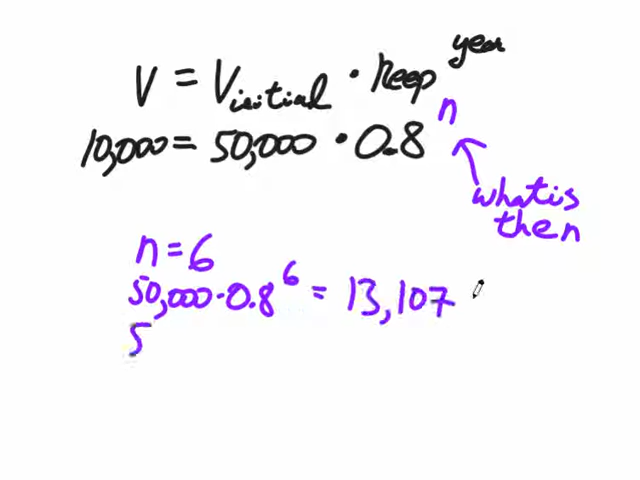 V = Vinitial · Keep^year
10,000 = 50,000 · 0.8^n
what is
the n
n = 6
50,000 · 0.8^6 = 13,107
5